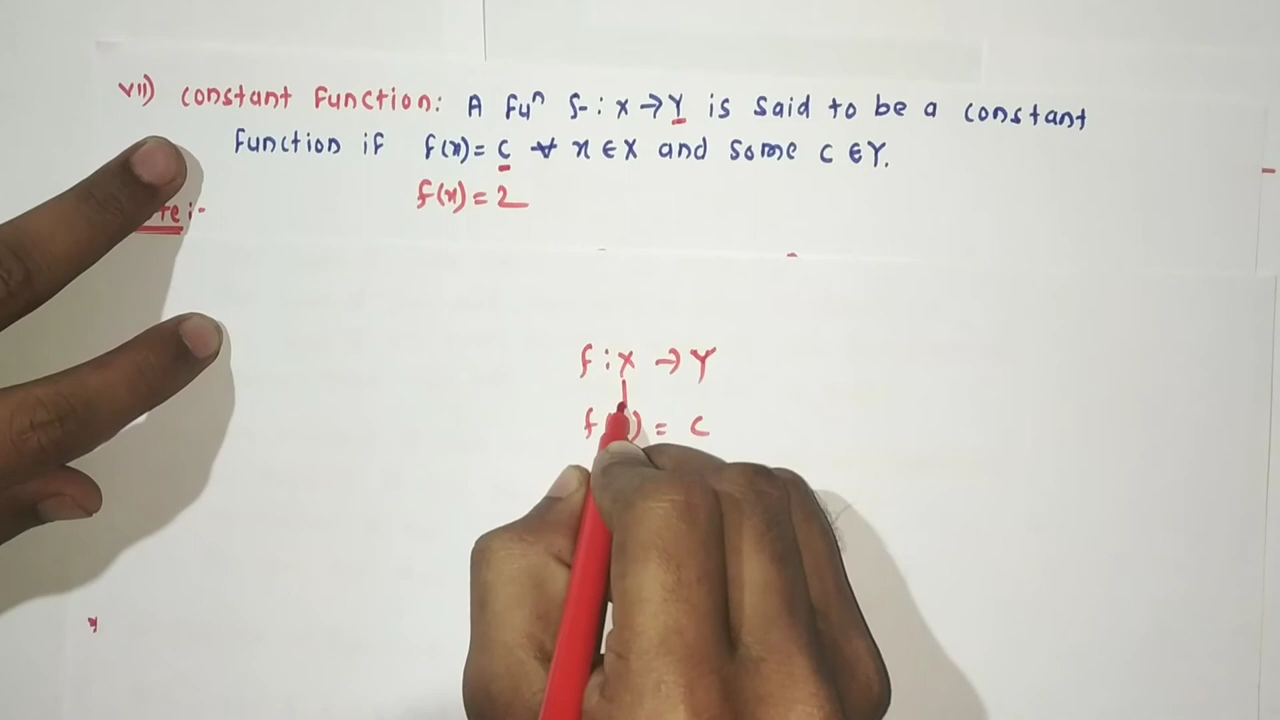 VII) Constant Function: A Fuⁿ f : X → Y is said to be a constant
Function if f(x) = C ∀ x ∈ X and some C ∈ Y.
f(x) = 2
f : X → Y
= C